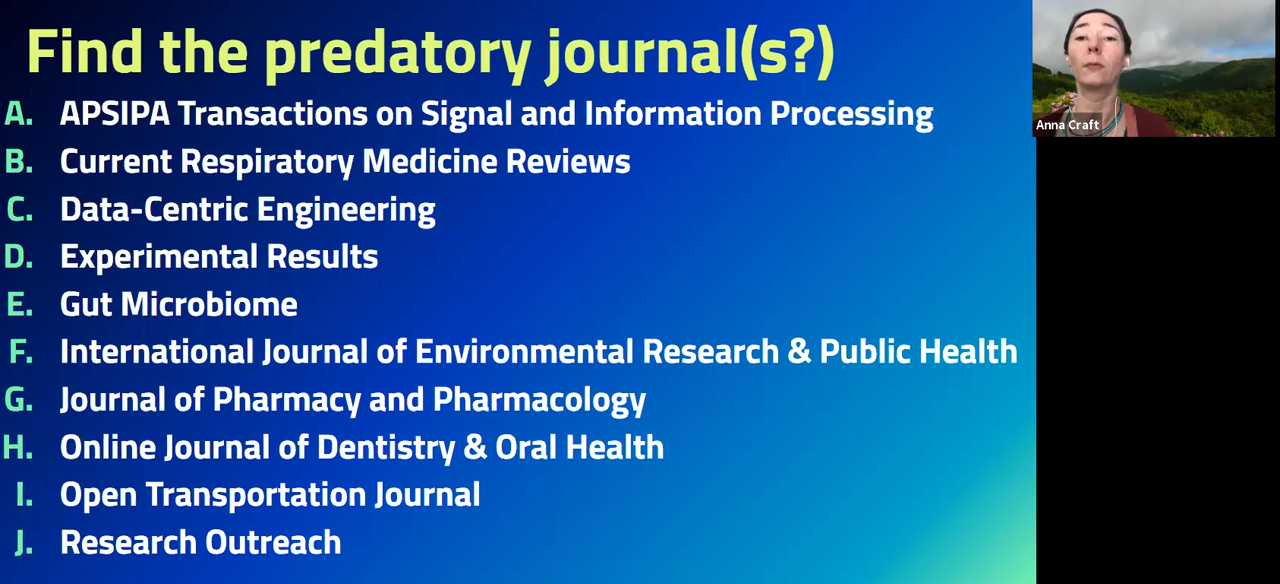 Find the predatory journal(s?)
A. APSIPA Transactions on Signal and Information Processing
B. Current Respiratory Medicine Reviews
C. Data-Centric Engineering
D. Experimental Results
E. Gut Microbiome
F. International Journal of Environmental Research & Public Health
G. Journal of Pharmacy and Pharmacology
H. Online Journal of Dentistry & Oral Health
I. Open Transportation Journal
J. Research Outreach
Anna Craft